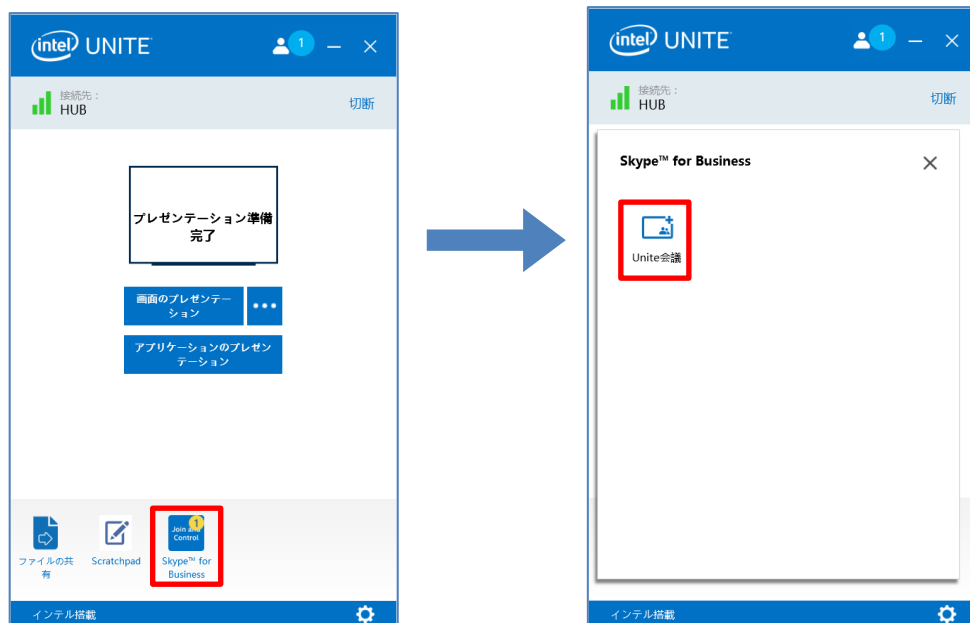 intel UNITE
1
接続先：
HUB
切断
プレゼンテーション準備
完了
画面のプレゼンテー
ション
アプリケーションのプレゼン
テーション
ファイルの共
有
Scratchpad
1
Join and
Control
Skype™ for
Business
インテル搭載
intel UNITE
1
接続先：
HUB
切断
Skype™ for Business
Unite会議
インテル搭載